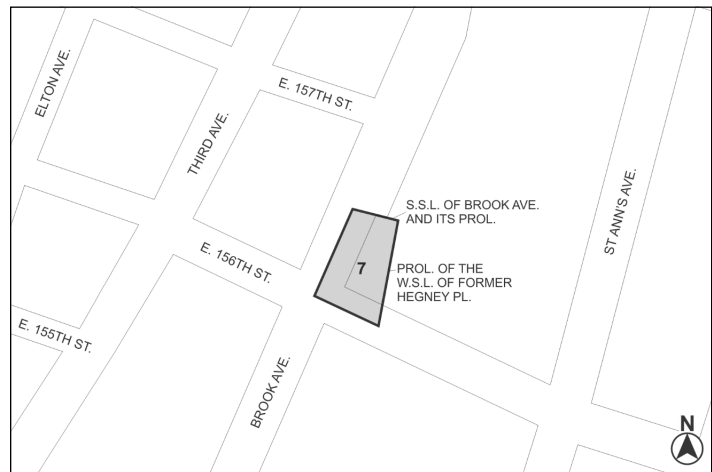 ELTON AVE.
E. 157TH ST.
THIRD AVE.
ST ANN'S AVE.
S.S.L. OF BROOK AVE.
AND ITS PROL.
E. 156TH ST.
7
PROL. OF THE
W.S.L. OF FORMER
HEGNEY PL.
E. 155TH ST.
BROOK AVE.
N